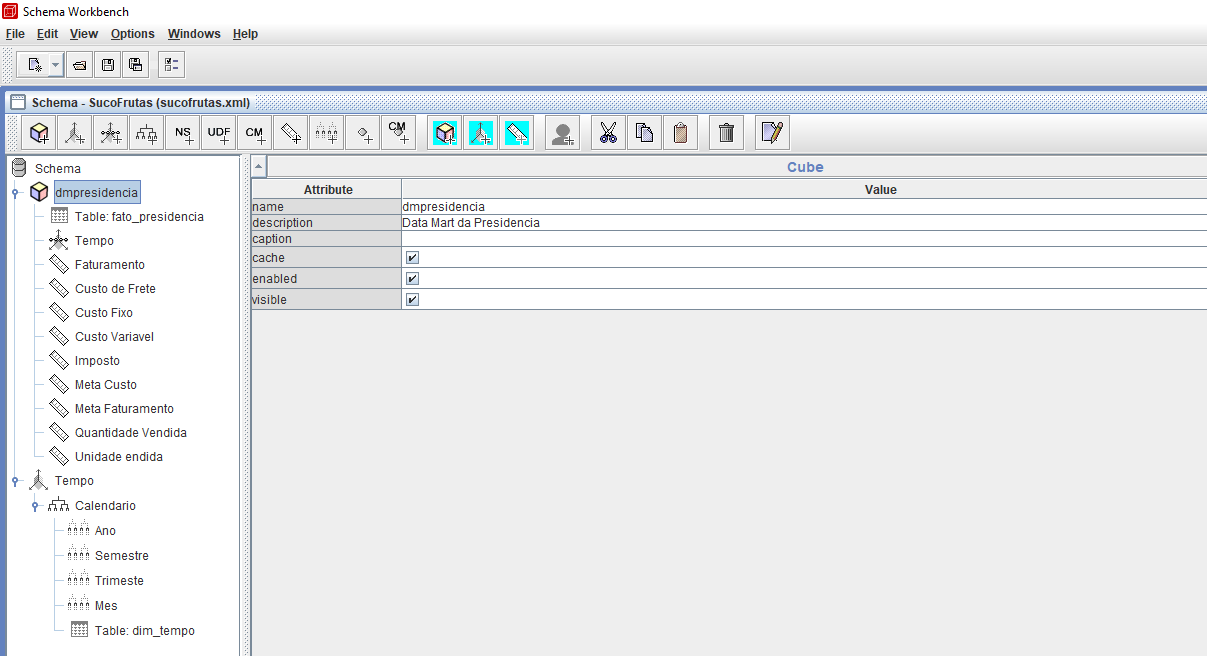 Schema Workbench
File Edit View Options Windows Help
Schema - SucoFrutas (sucofrutas.xml)
NS UDF CM CM
Schema
dmpresidencia
Table: fato_presidencia
Tempo
Faturamento
Custo de Frete
Custo Fixo
Custo Variavel
Imposto
Meta Custo
Meta Faturamento
Quantidade Vendida
Unidade endida
Tempo
Calendario
Ano
Semestre
Trimeste
Mes
Table: dim_tempo
Cube
Attribute Value
name dmpresidencia
description Data Mart da Presidencia
caption
cache
enabled
visible